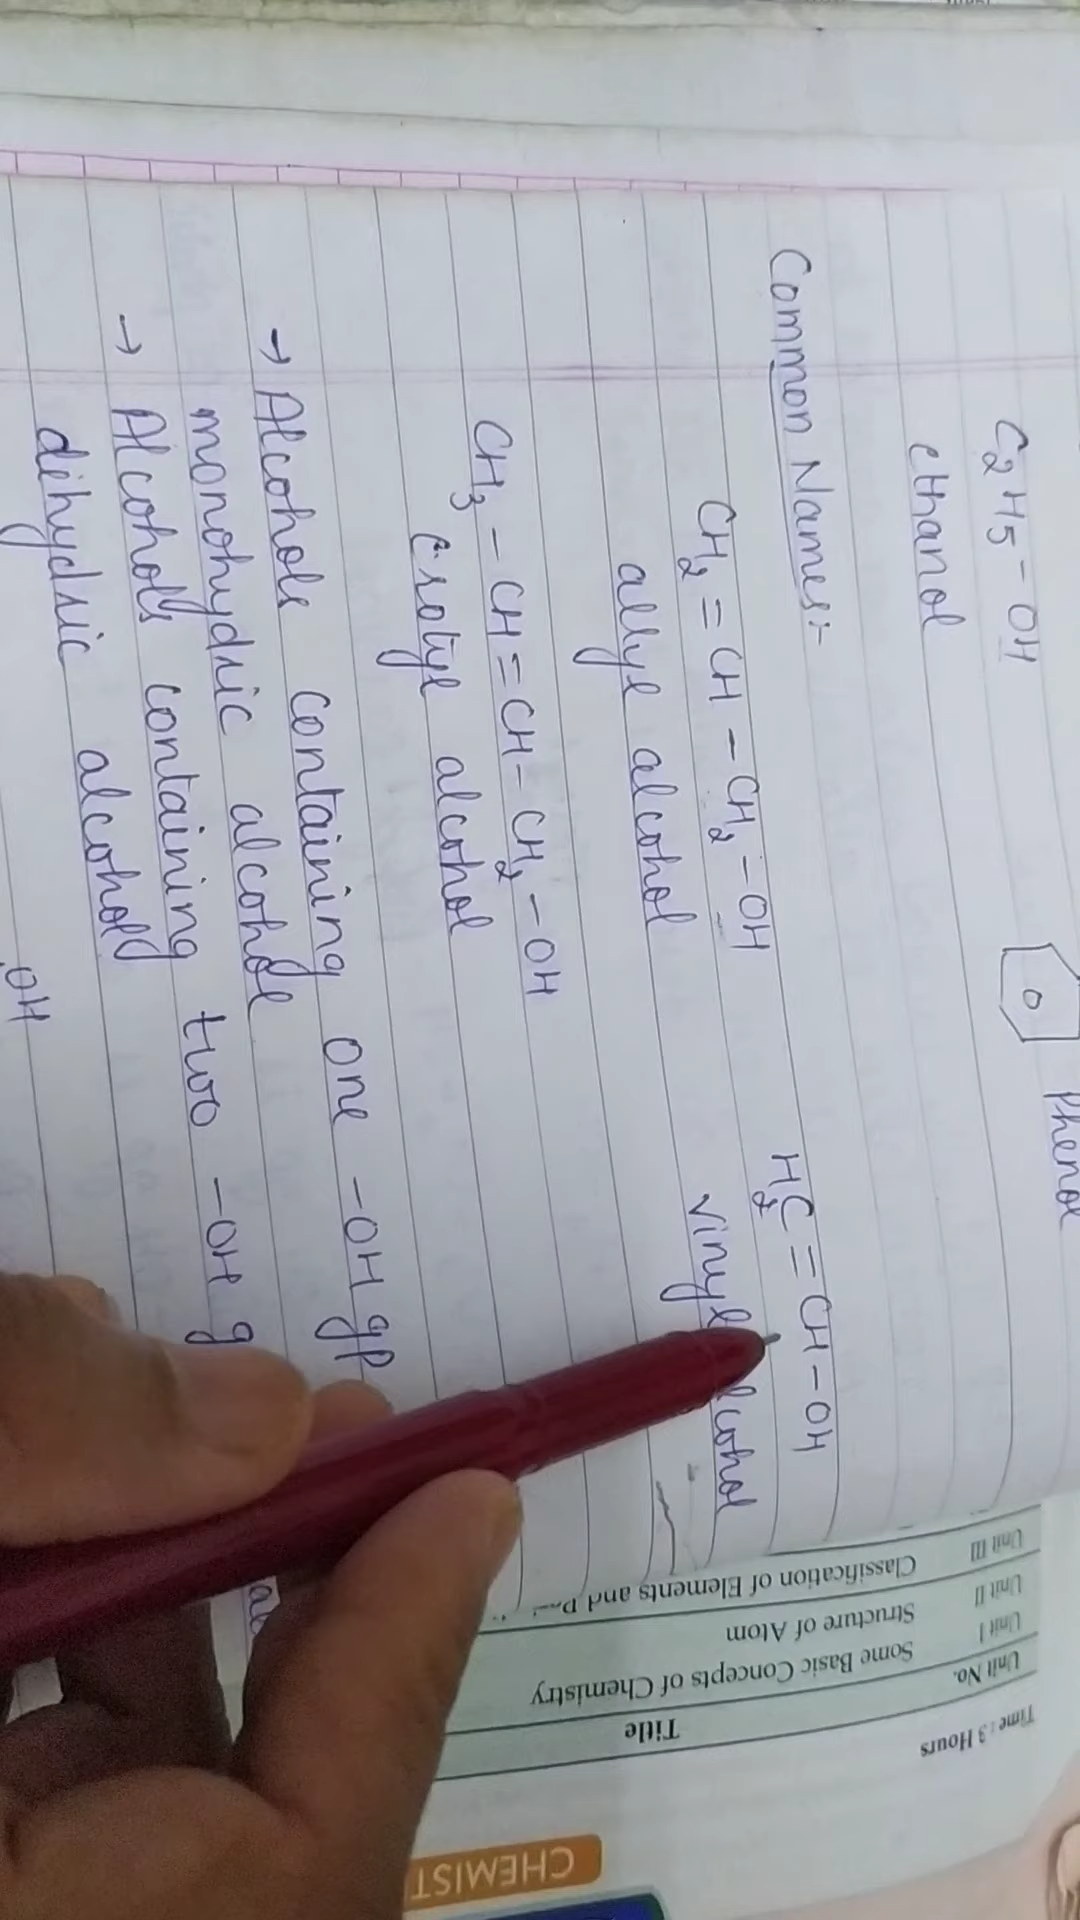 Phenol
C2H5-OH
ethanol
Common Names:-
CH2 = CH - CH2 - OH
H2C = CH - OH
allyl alcohol
vinyl lcohol
CH3 - CH = CH - CH2 - OH
crotyl alcohol
→ Alcohols containing one -OH gp
monohydric alcohol
→ Alcohols containing two -OH g
dihydric alcohol
OH
CHEMIST
Time : 3 Hours
Unit No. Title
Unit I Some Basic Concepts of Chemistry
Unit II Structure of Atom
Unit III Classification of Elements and